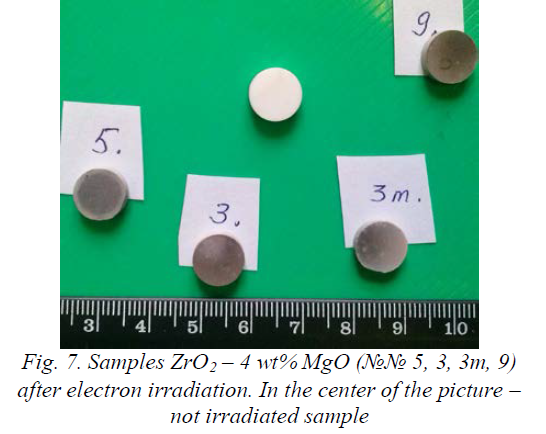 9.
5.
3.
3 m.
3 4 5 6 7 8 9 10
Fig. 7. Samples ZrO₂ – 4 wt% MgO (№№ 5, 3, 3m, 9)
after electron irradiation. In the center of the picture –
not irradiated sample